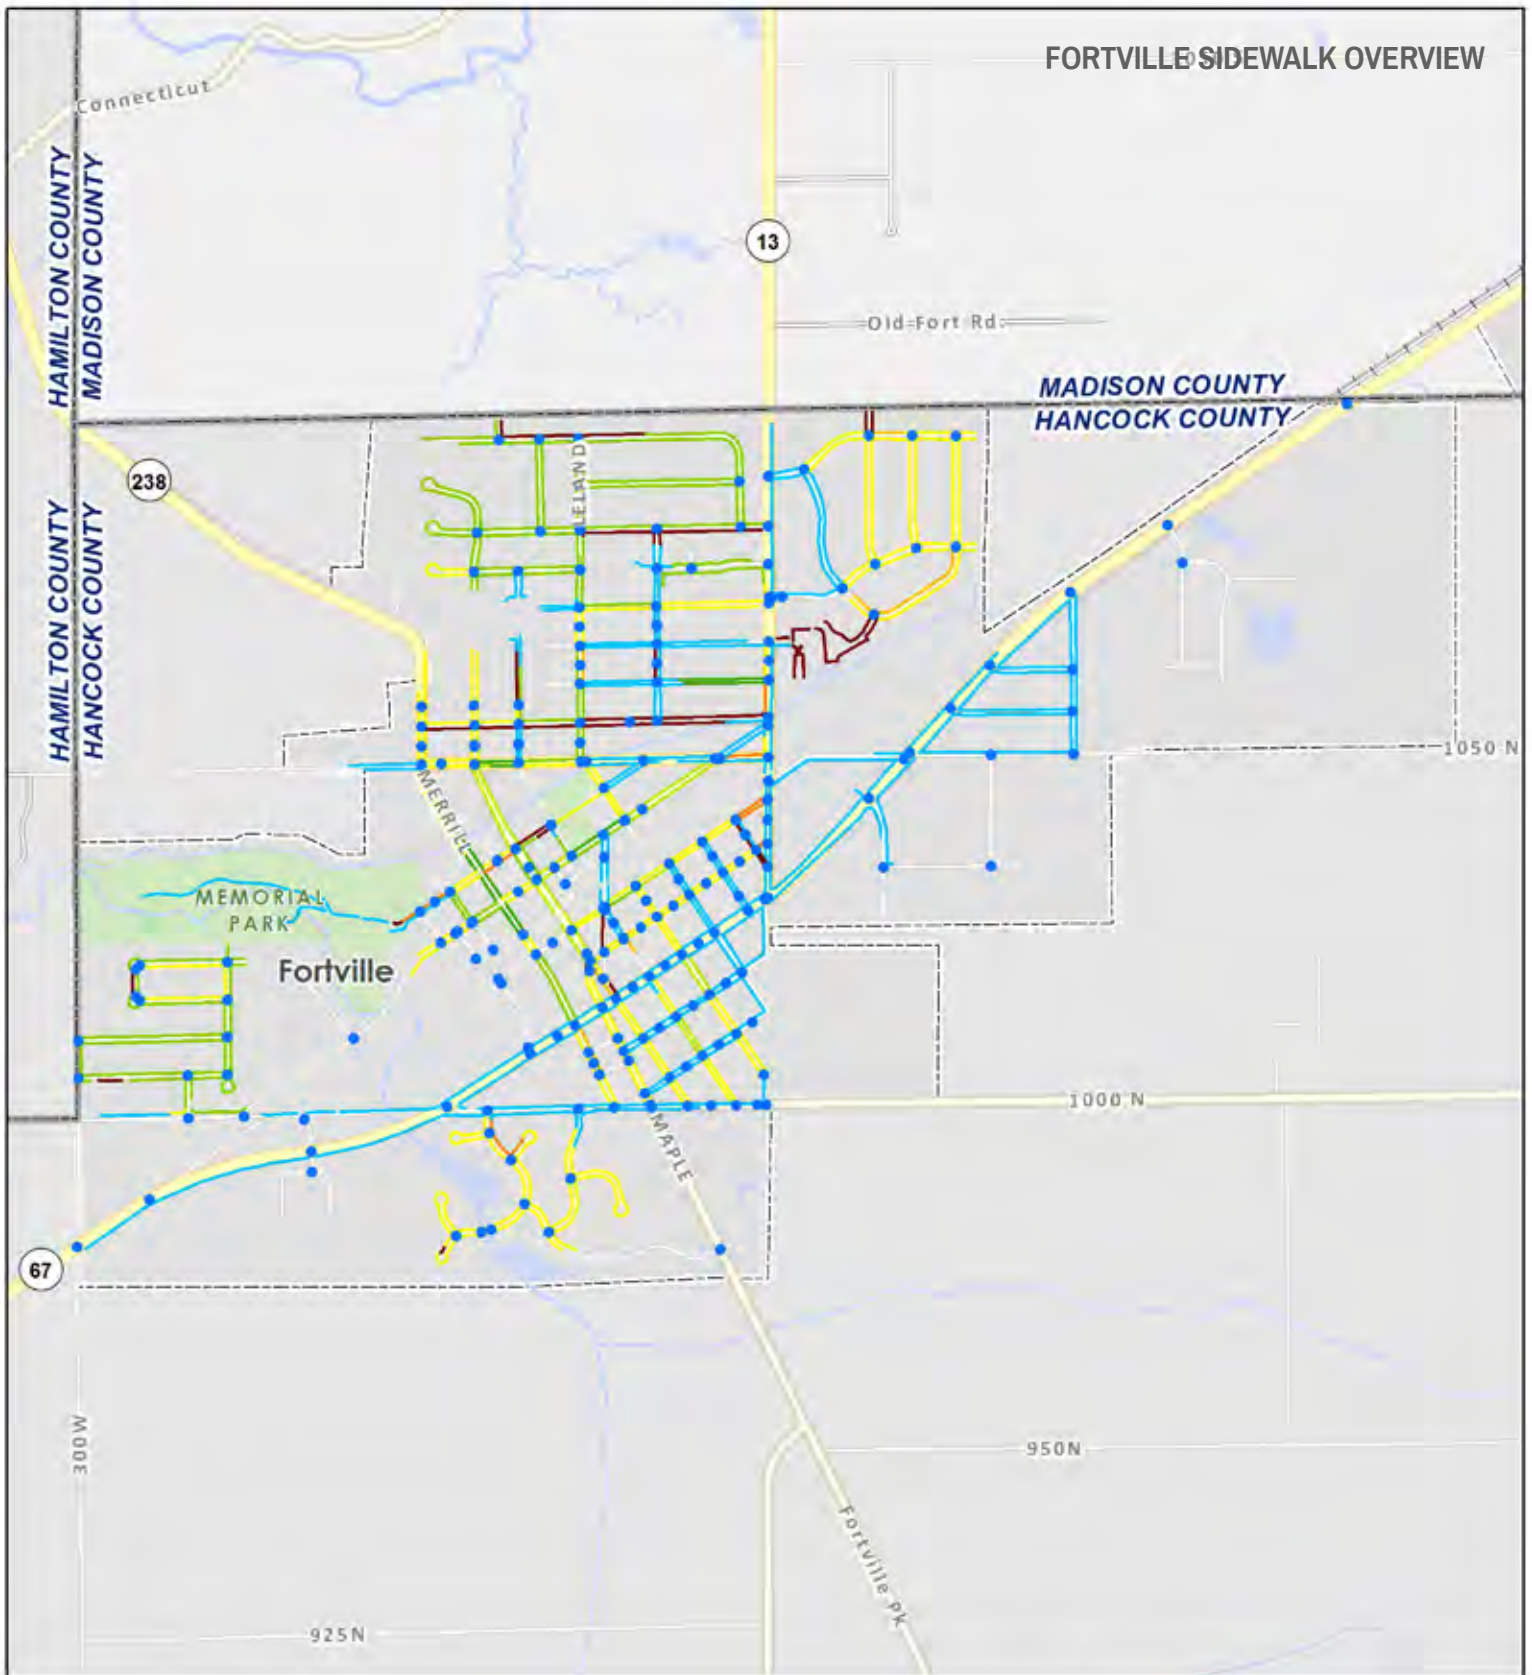 FORTVILLE SIDEWALK OVERVIEW
Connecticut
HAMILTON COUNTY
MADISON COUNTY
13
Old Fort Rd.
MADISON COUNTY
HANCOCK COUNTY
238
LELAND
HAMILTON COUNTY
HANCOCK COUNTY
1050 N
MERRILL
MEMORIAL
PARK
Fortville
1000 N
MAPLE
67
300W
950N
Fortville Pk
925N